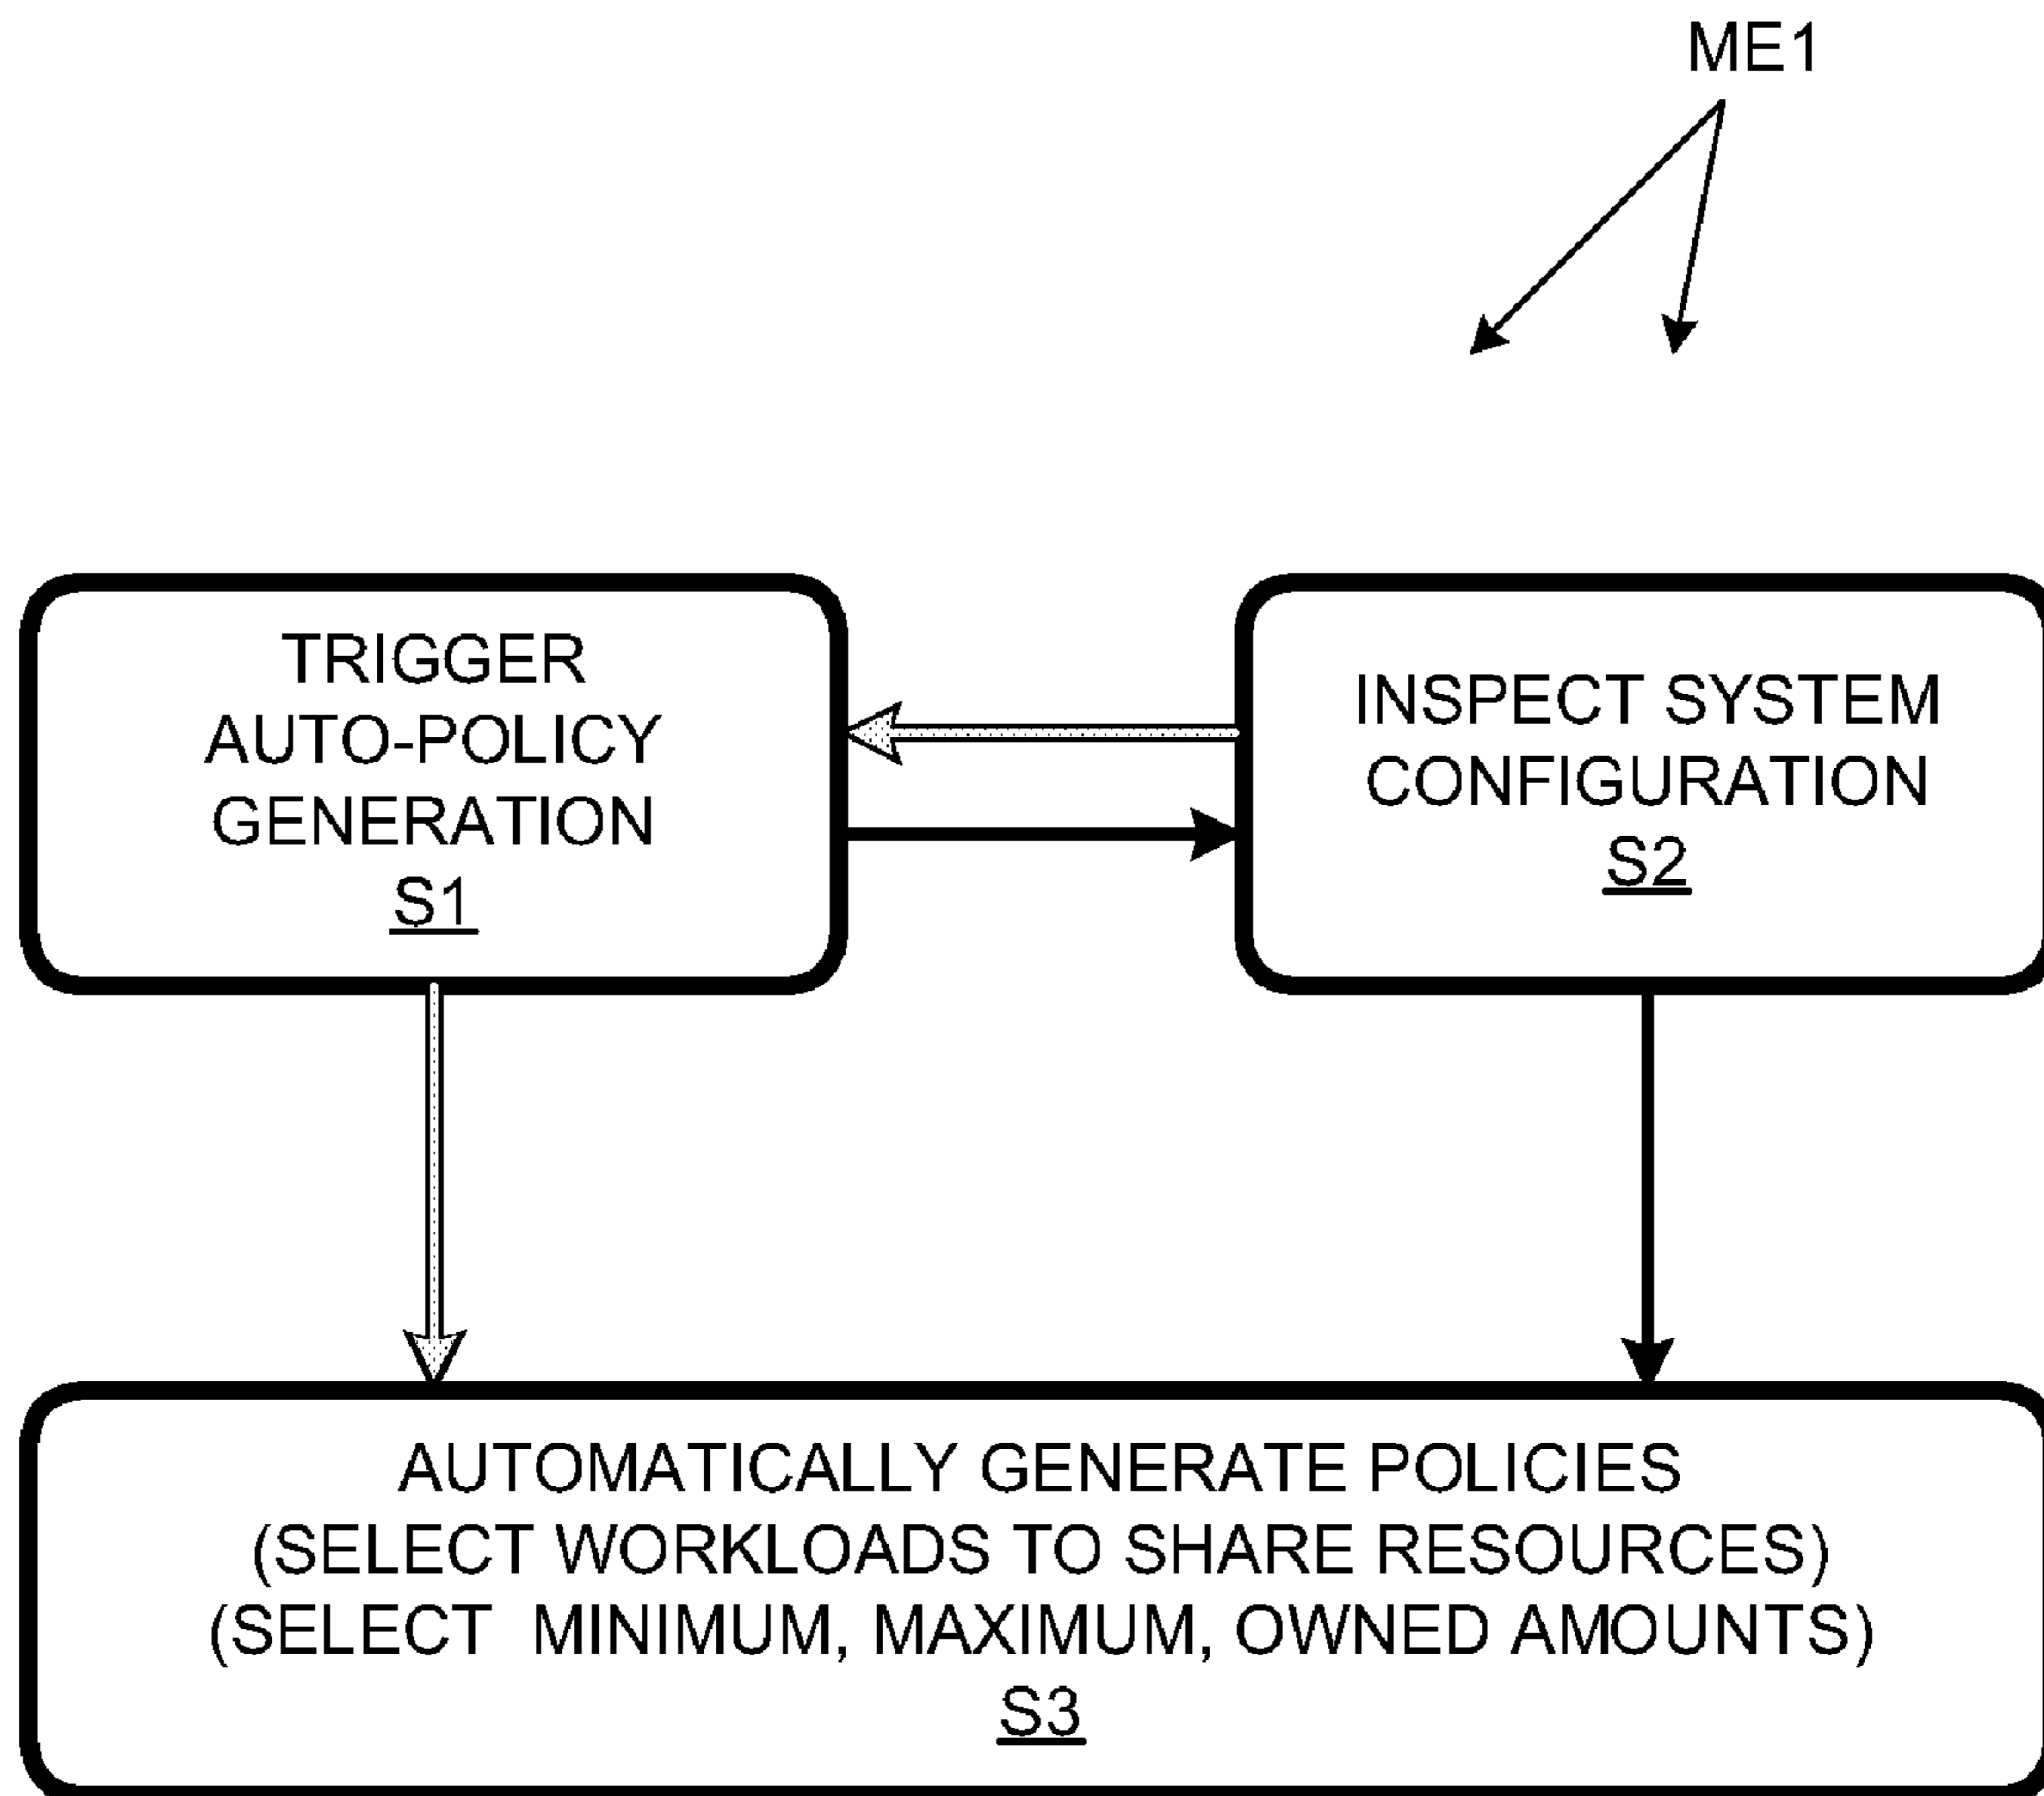 ME1
TRIGGER
AUTO-POLICY
GENERATION
S1
INSPECT SYSTEM
CONFIGURATION
S2
AUTOMATICALLY GENERATE POLICIES
(SELECT WORKLOADS TO SHARE RESOURCES)
(SELECT MINIMUM, MAXIMUM, OWNED AMOUNTS)
S3